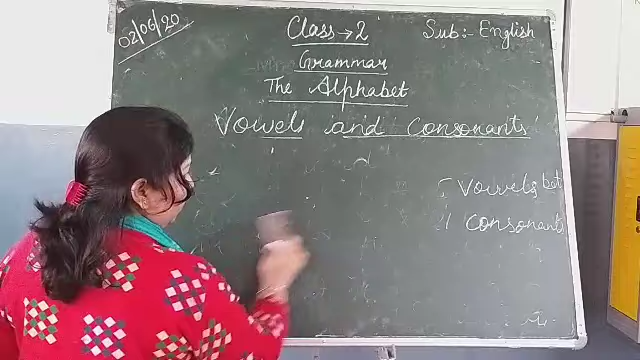 02/06/20
Class → 2
Sub:- English
Grammar
The Alphabet
Vowels and Consonants
Vowels
Consonants